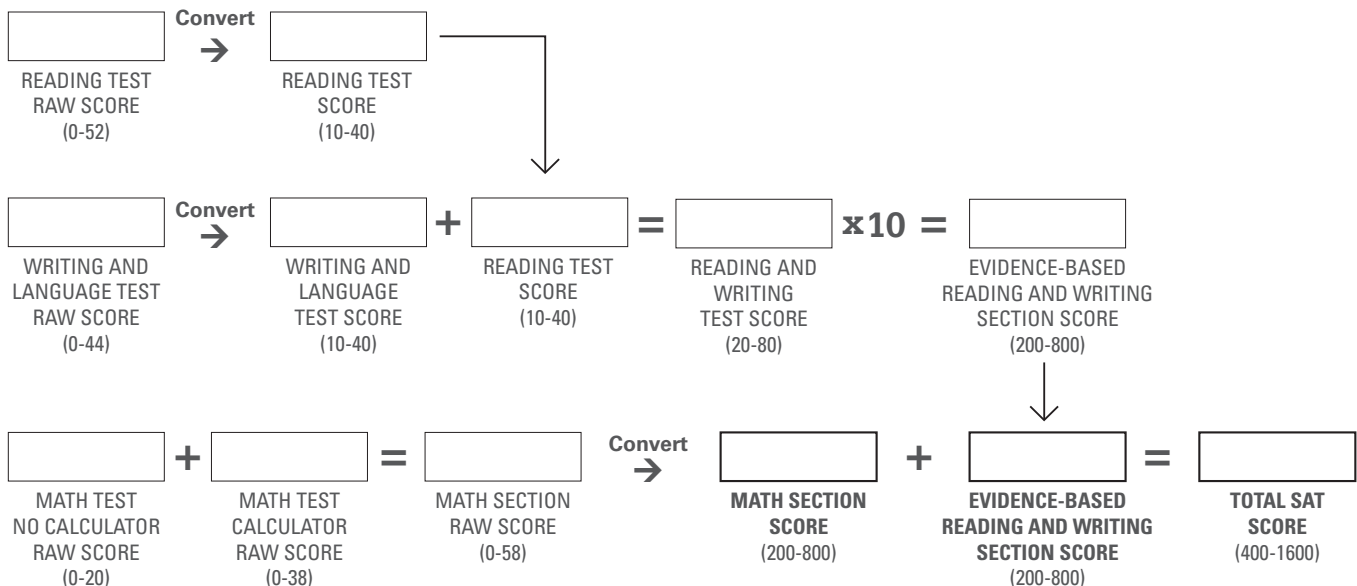 Convert
→
READING TEST
RAW SCORE
(0-52)
READING TEST
SCORE
(10-40)
Convert
→
+
=
x10 =
WRITING AND
LANGUAGE TEST
RAW SCORE
(0-44)
WRITING AND
LANGUAGE
TEST SCORE
(10-40)
READING TEST
SCORE
(10-40)
READING AND
WRITING
TEST SCORE
(20-80)
EVIDENCE-BASED
READING AND WRITING
SECTION SCORE
(200-800)
+
=
Convert
→
+
=
MATH TEST
NO CALCULATOR
RAW SCORE
(0-20)
MATH TEST
CALCULATOR
RAW SCORE
(0-38)
MATH SECTION
RAW SCORE
(0-58)
MATH SECTION
SCORE
(200-800)
EVIDENCE-BASED
READING AND WRITING
SECTION SCORE
(200-800)
TOTAL SAT
SCORE
(400-1600)